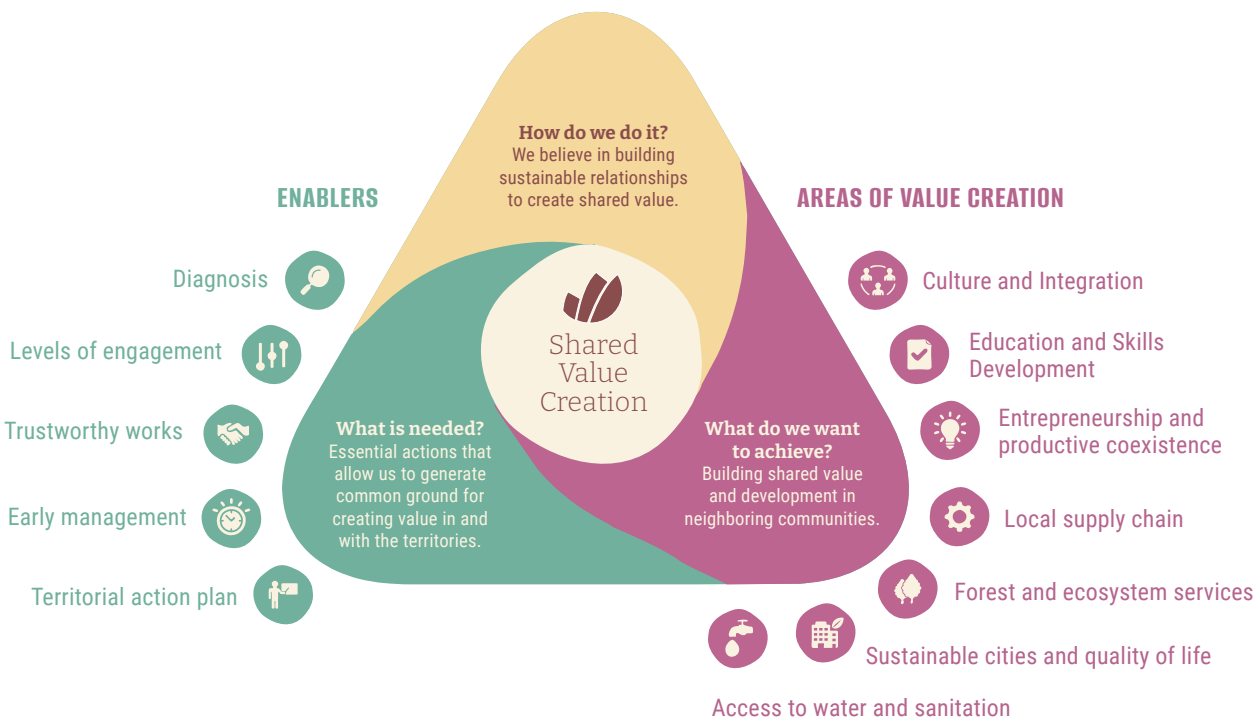 How do we do it?
We believe in building
sustainable relationships
to create shared value.
ENABLERS
Diagnosis
Levels of engagement
Trustworthy works
Early management
Territorial action plan
Shared
Value
Creation
What is needed?
Essential actions that
allow us to generate
common ground for
creating value in and
with the territories.
What do we want
to achieve?
Building shared value
and development in
neighboring communities.
AREAS OF VALUE CREATION
Culture and Integration
Education and Skills
Development
Entrepreneurship and
productive coexistence
Local supply chain
Forest and ecosystem services
Sustainable cities and quality of life
Access to water and sanitation